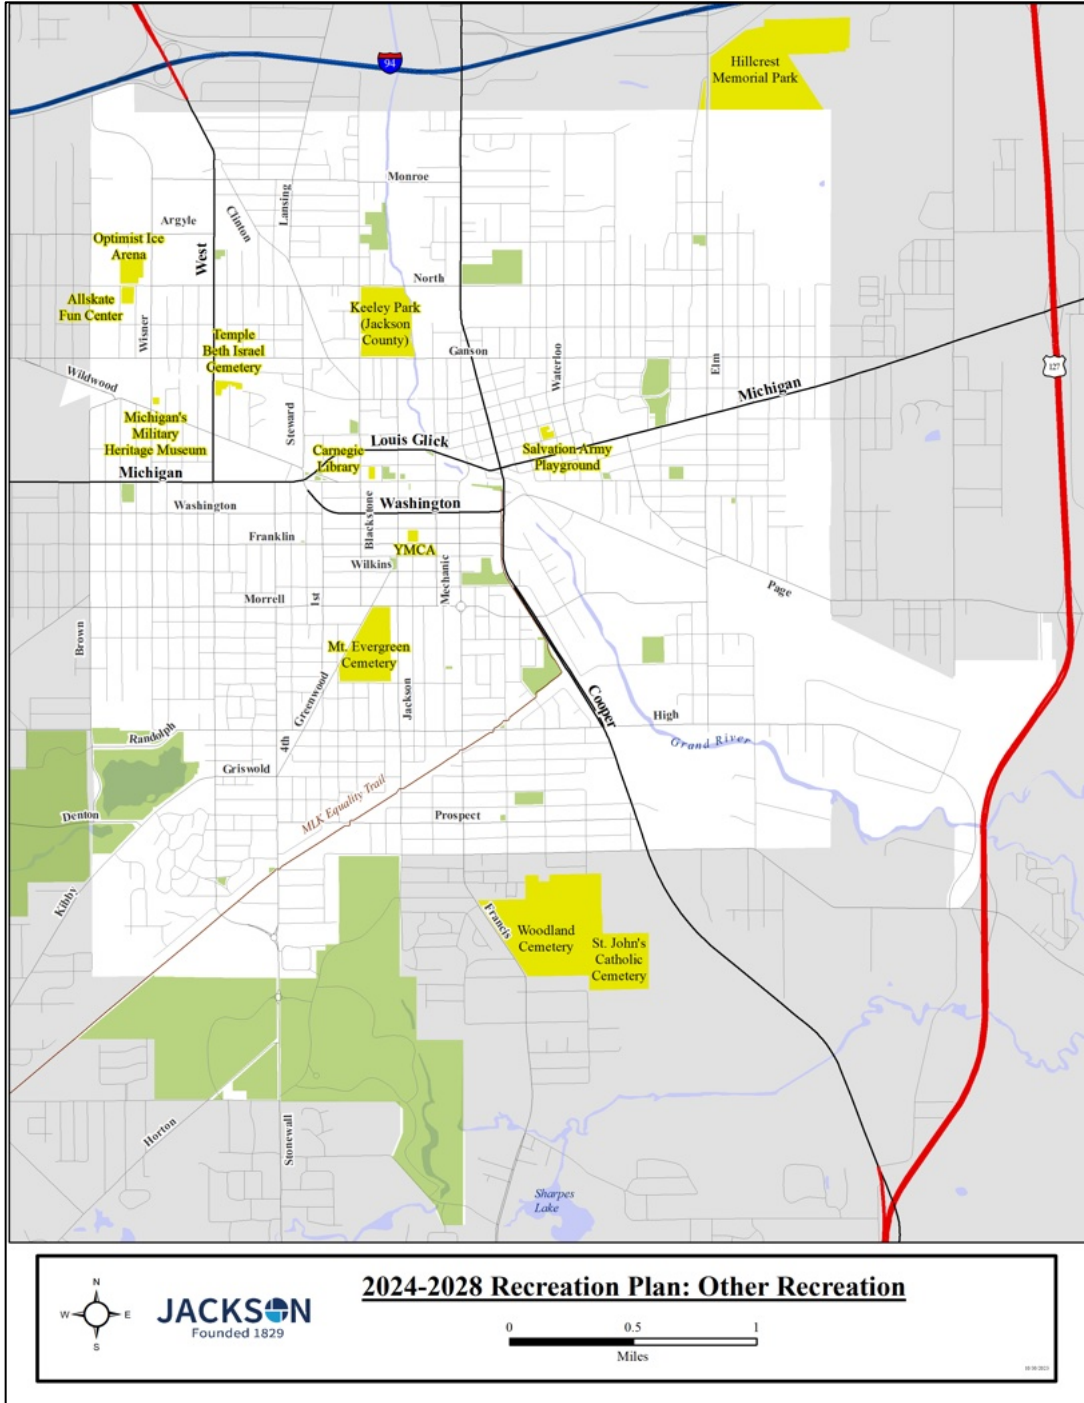 94
Hillcrest
Memorial Park
Monroe
Lansing
Argyle
Clinton
Optimist Ice
Arena
West
North
Allskate
Fun Center
Keeley Park
(Jackson
County)
Wisner
Temple
Beth Israel
Cemetery
Ganson
Waterloo
Elm
127
Wildwood
Michigan
Michigan's
Military
Heritage Museum
Steward
Louis Glick
Carnegie
Library
Salvation Army
Playground
Michigan
Washington
Washington
Blackstone
Franklin
YMCA
Wilkins
Mechanic
Page
Morrell
1st
Brown
Mt. Evergreen
Cemetery
Greenwood
Jackson
Cooper
High
Randolph
4th
Grand River
Griswold
MLK Equality Trail
Denton
Prospect
Kibby
Francis
Woodland
Cemetery
St. John's
Catholic
Cemetery
Horton
Stonewall
Sharpes
Lake
N
W E
S
JACKSON
Founded 1829
2024-2028 Recreation Plan: Other Recreation
0 0.5 1
Miles